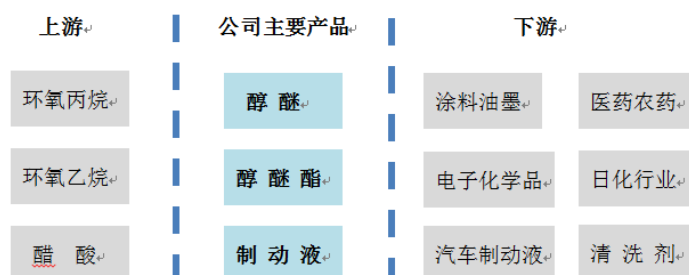 上游 公司主要产品 下游
环氧丙烷 醇 醚 涂料油墨 医药农药
环氧乙烷 醇 醚 酯 电子化学品 日化行业
醋 酸 制 动 液 汽车制动液 清 洗 剂